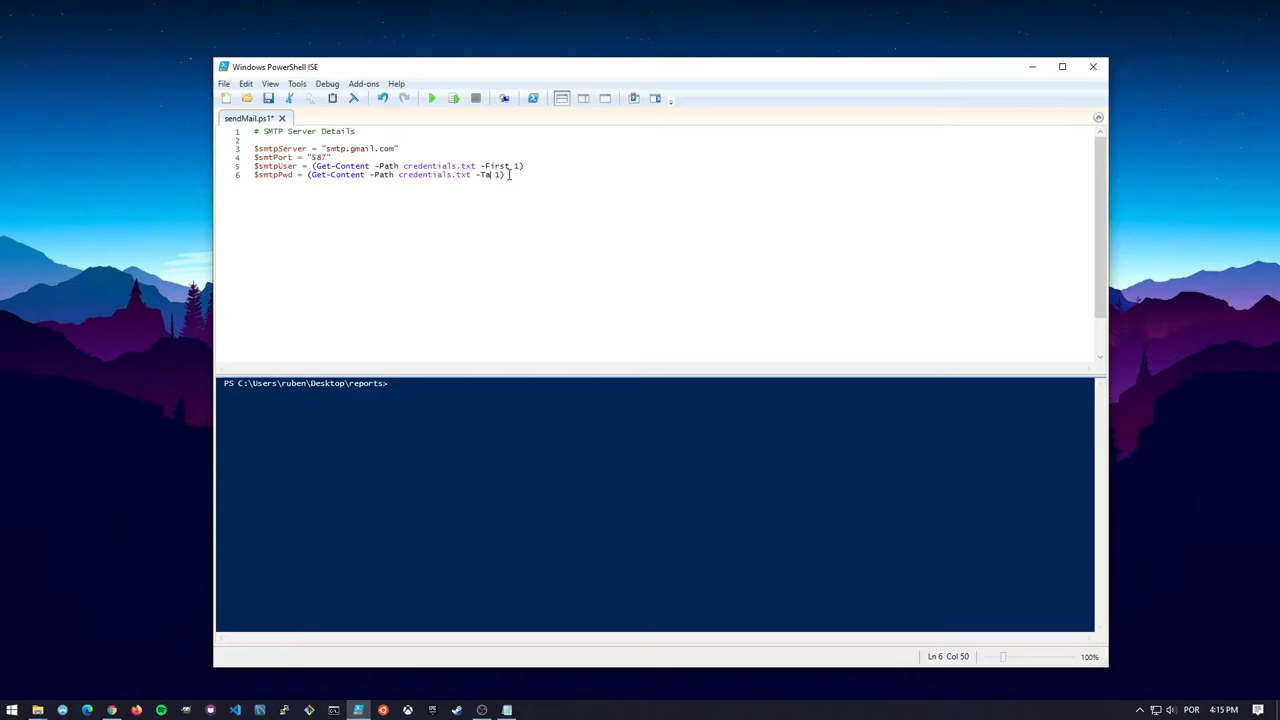 Windows PowerShell ISE
File Edit View Tools Debug Add-ons Help
sendMail.ps1*
1 # SMTP Server Details
2
3 $smtpServer = "smtp.gmail.com"
4 $smtPort = "587"
5 $smtpUser = (Get-Content -Path credentials.txt -First 1)
6 $smtpPwd = (Get-Content -Path credentials.txt -Ta 1)
PS C:\Users\ruben\Desktop\reports>
Ln 6 Col 50 100%
POR 4:15 PM